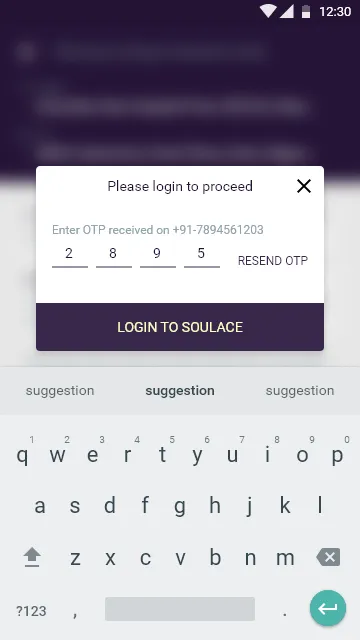 12:30
Please login to proceed
Enter OTP received on +91-7894561203
2 8 9 5 RESEND OTP
LOGIN TO SOULACE
suggestion suggestion suggestion
1 2 3 4 5 6 7 8 9 0
q w e r t y u i o p
a s d f g h j k l
z x c v b n m
?123 , .